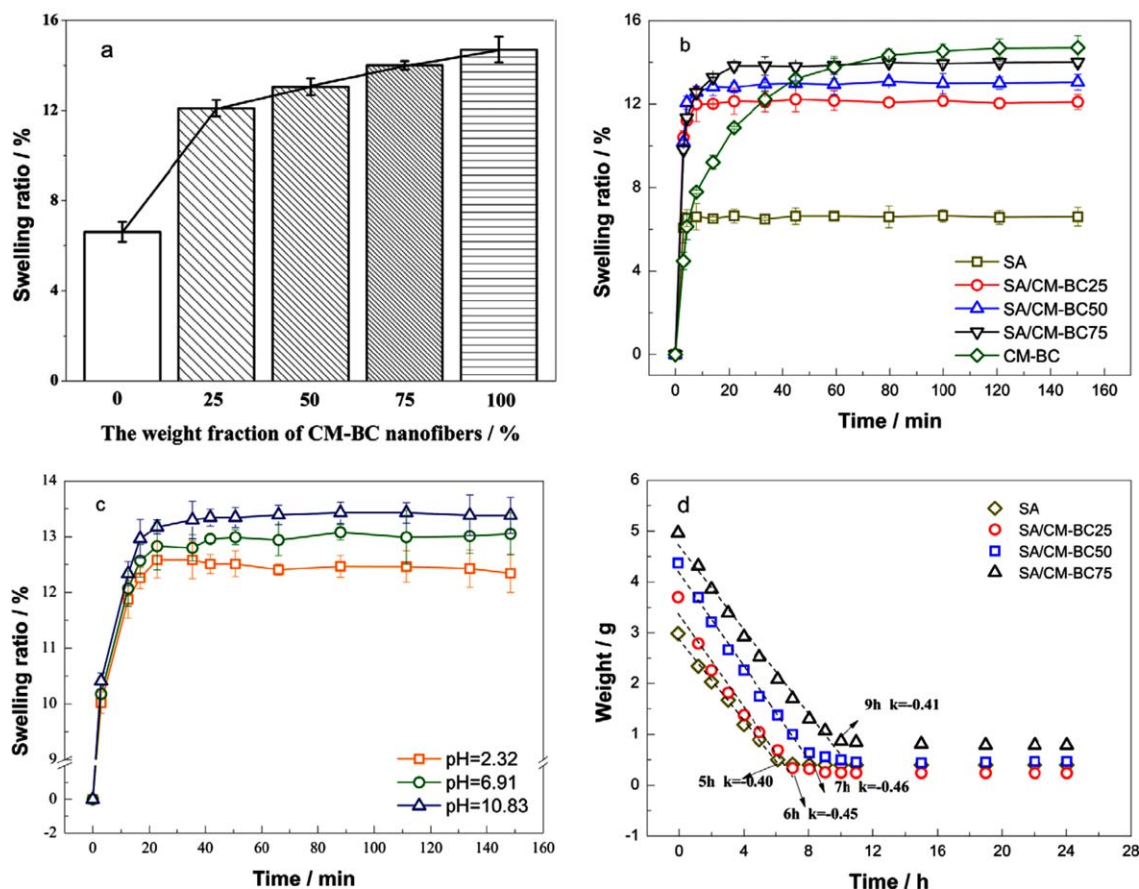 a
Swelling ratio / %
16
12
8
4
0
0 25 50 75 100
The weight fraction of CM-BC nanofibers / %
b
Swelling ratio / %
16
12
8
4
0
SA
SA/CM-BC25
SA/CM-BC50
SA/CM-BC75
CM-BC
0 20 40 60 80 100 120 140 160
Time / min
c
Swelling ratio / %
14
13
12
11
10
9
0
-2
pH=2.32
pH=6.91
pH=10.83
0 20 40 60 80 100 120 140 160
Time / min
d
Weight / g
6
5
4
3
2
1
0
-1
SA
SA/CM-BC25
SA/CM-BC50
SA/CM-BC75
9h k=-0.41
5h k=-0.40
7h k=-0.46
6h k=-0.45
0 4 8 12 16 20 24 28
Time / h